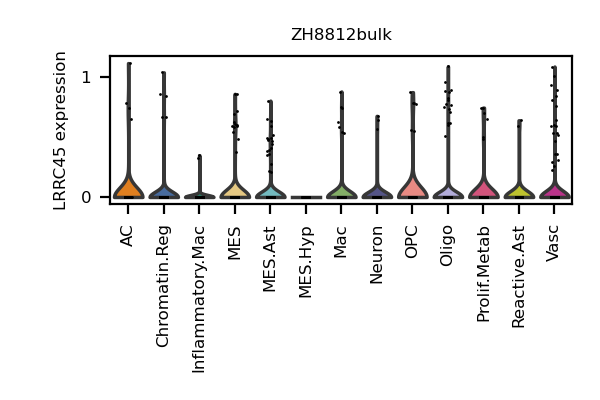 ZH8812bulk
LRRC45 expression
1
0
AC
Chromatin.Reg
Inflammatory.Mac
MES
MES.Ast
MES.Hyp
Mac
Neuron
OPC
Oligo
Prolif.Metab
Reactive.Ast
Vasc